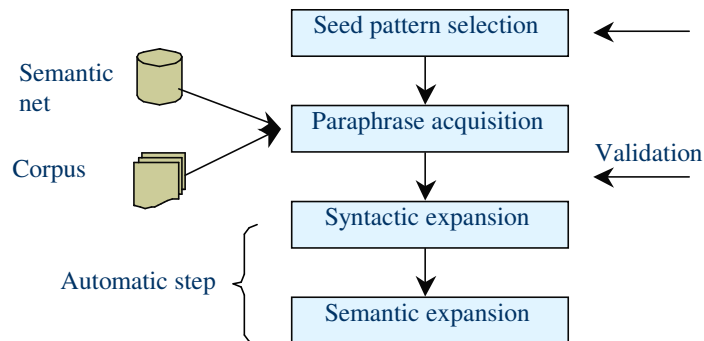 Seed pattern selection
Semantic
net
Paraphrase acquisition
Validation
Corpus
Syntactic expansion
Automatic step
Semantic expansion